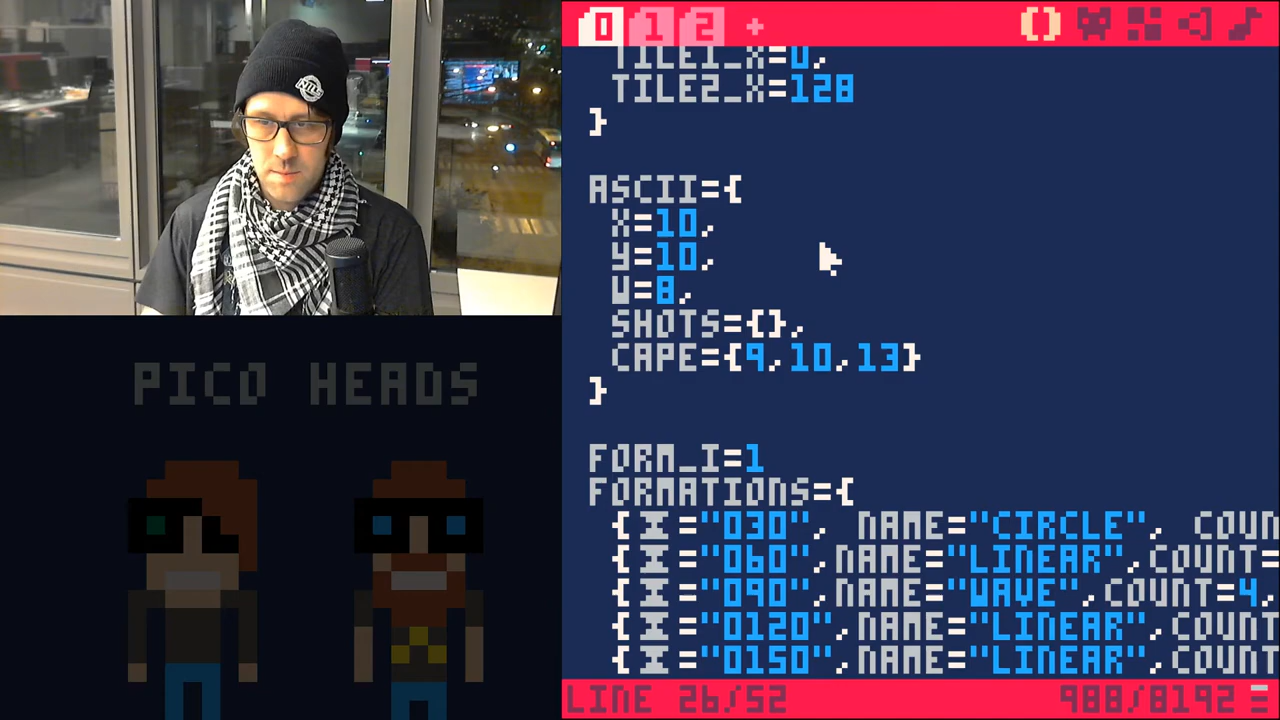 0 1 2 +
TILE1_X=0,
TILE2_X=128
}
ASCII={
X=10,
Y=10,
W=8,
SHOTS={},
CAPE={9,10,13}
}
FORM_I=1
FORMATIONS={
{I="030", NAME="CIRCLE", COUN
{I="060",NAME="LINEAR",COUNT=
{I="090",NAME="WAVE",COUNT=4,
{I="0120",NAME="LINEAR",COUNT
{I="0150",NAME="LINEAR",COUNT
LINE 26/52 988/8192
PICO HEADS